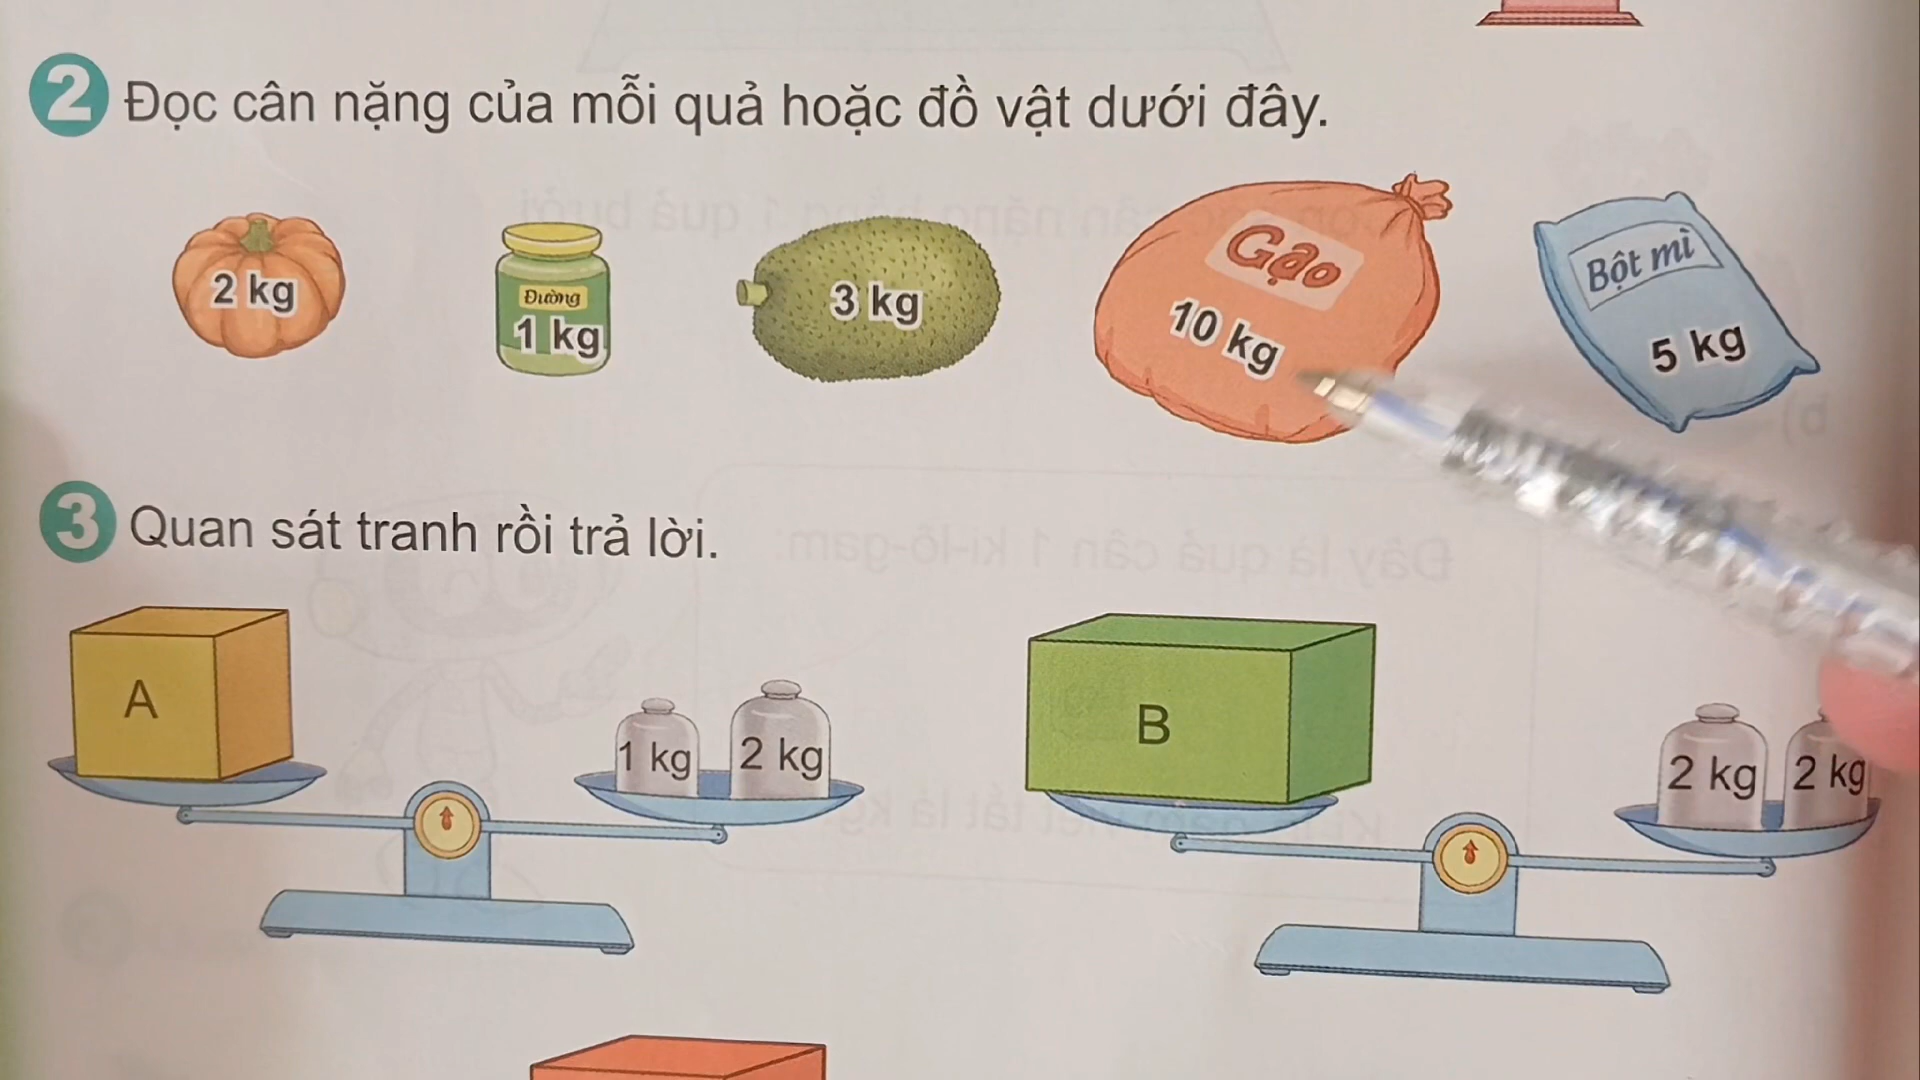 2 Đọc cân nặng của mỗi quả hoặc đồ vật dưới đây.
2 kg
Đường
1 kg
3 kg
Gạo
10 kg
Bột mì
5 kg
3 Quan sát tranh rồi trả lời.
A
1 kg
2 kg
B
2 kg
2 kg